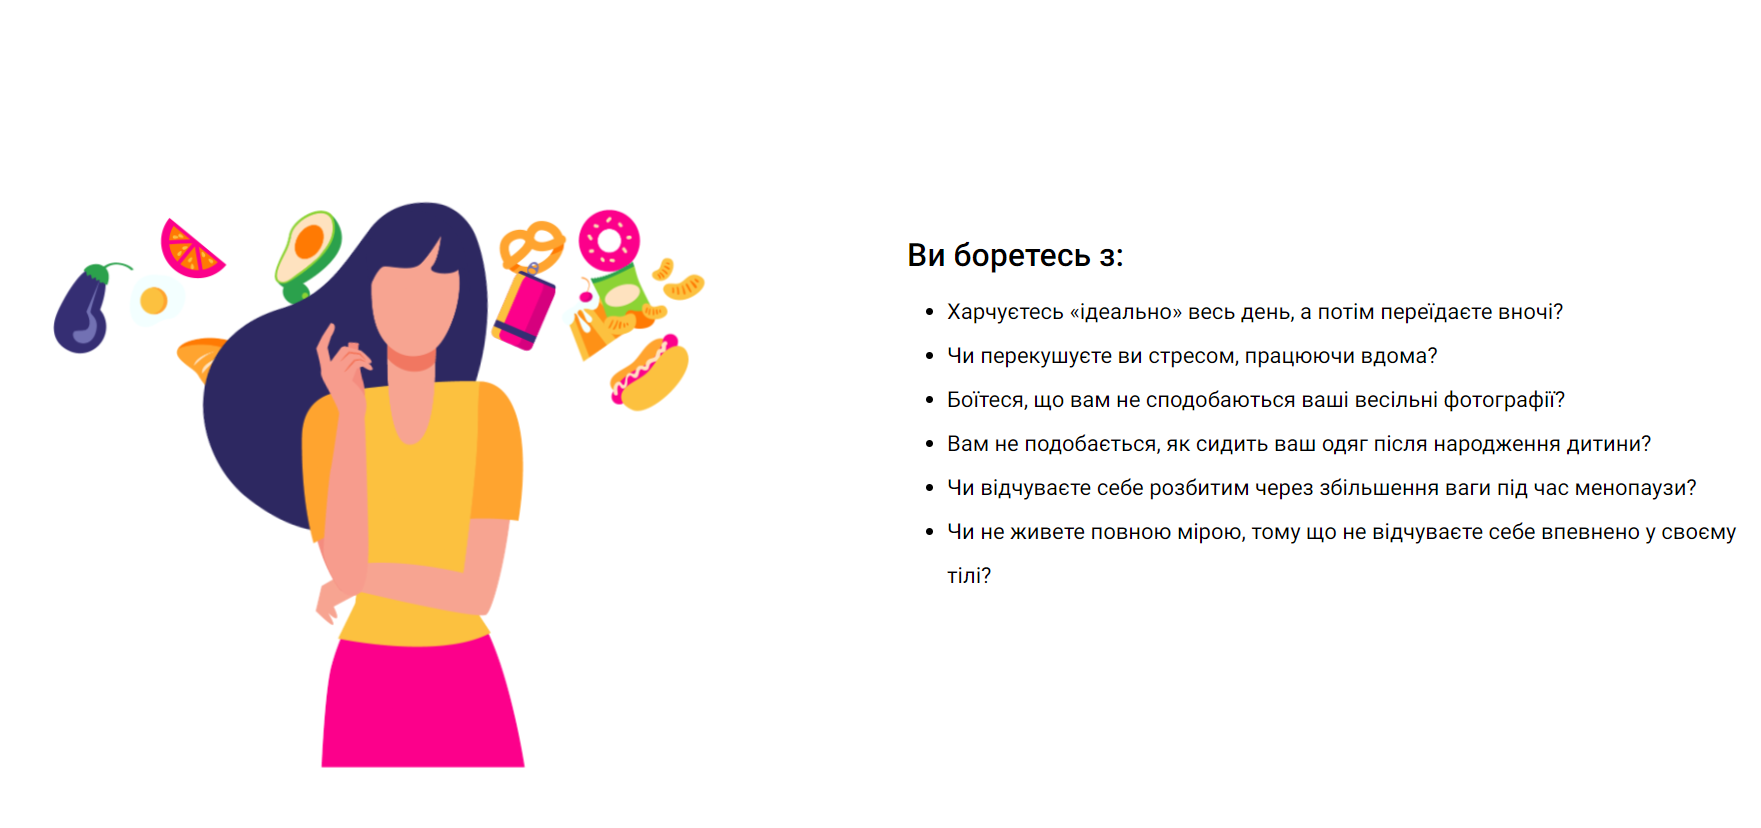 Ви боретесь з:
Харчуєтесь «ідеально» весь день, а потім переїдаєте вночі?
Чи перекушуєте ви стресом, працюючи вдома?
Боїтеся, що вам не сподобаються ваші весільні фотографії?
Вам не подобається, як сидить ваш одяг після народження дитини?
Чи відчуваєте себе розбитим через збільшення ваги під час менопаузи?
Чи не живете повною мірою, тому що не відчуваєте себе впевнено у своєму
тілі?